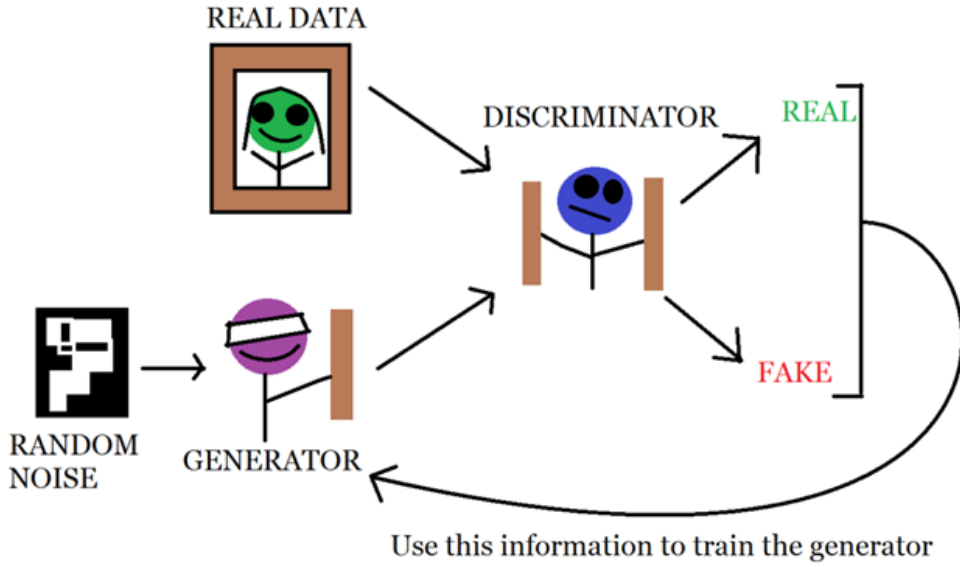 REAL DATA
DISCRIMINATOR
REAL
FAKE
RANDOM
NOISE
GENERATOR
Use this information to train the generator